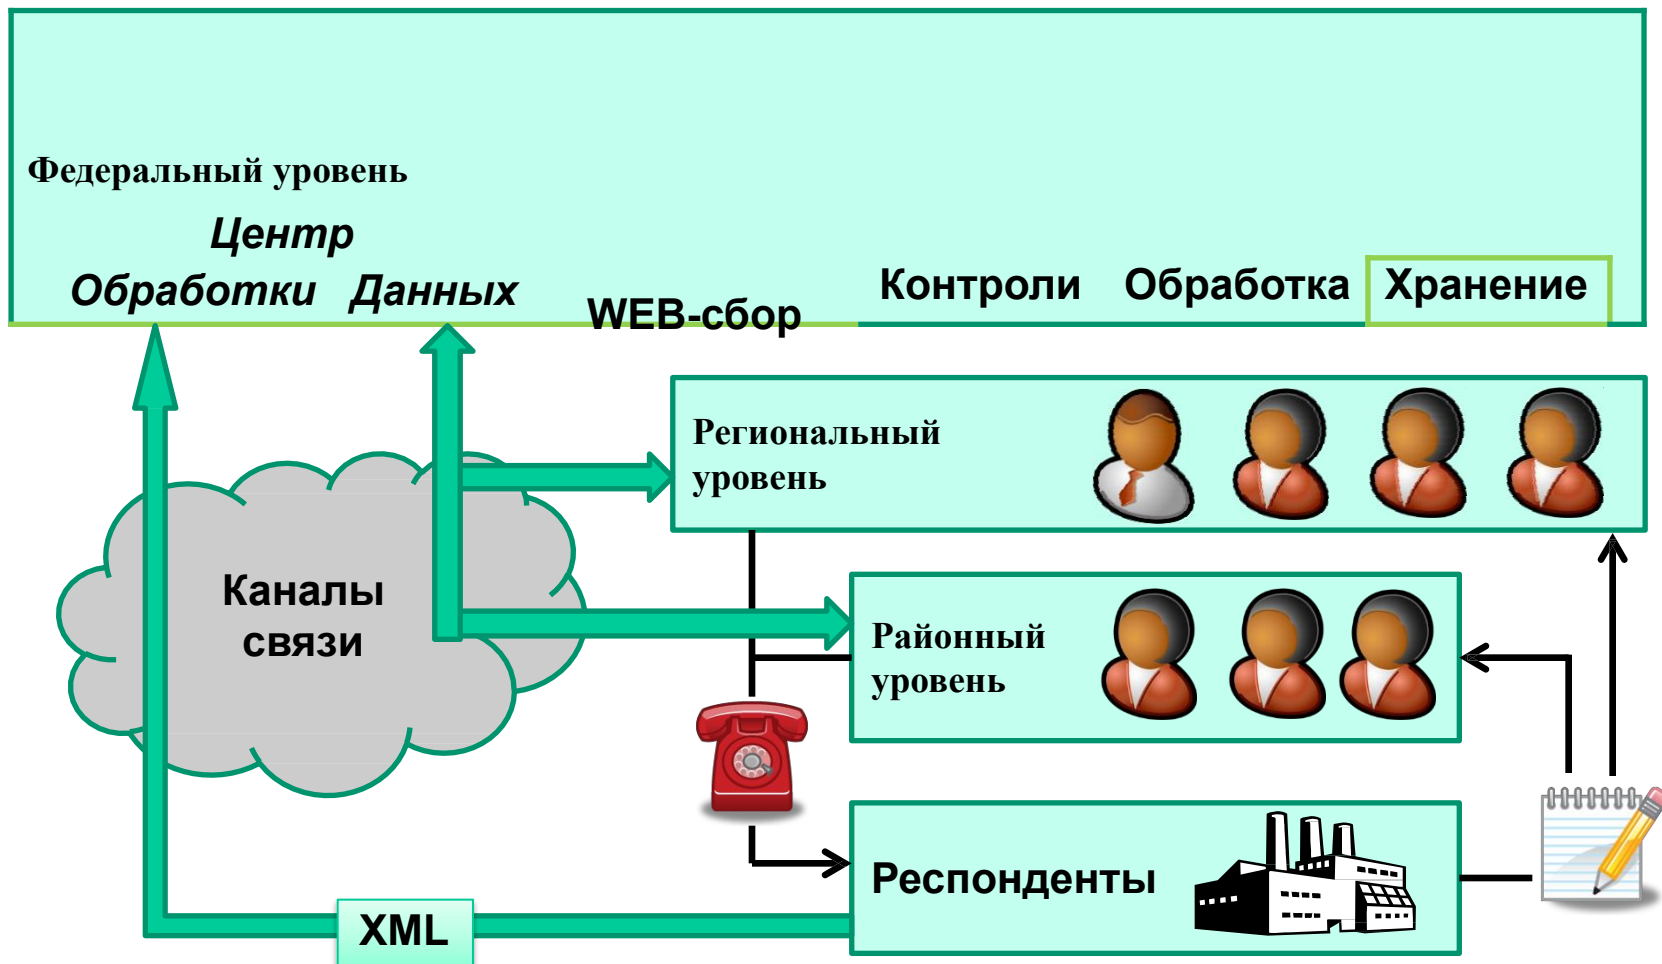 Федеральный уровень
Центр
Обработки Данных
WEB-сбор
Контроли
Обработка
Хранение
Региональный
уровень
Каналы
связи
Районный
уровень
Респонденты
XML